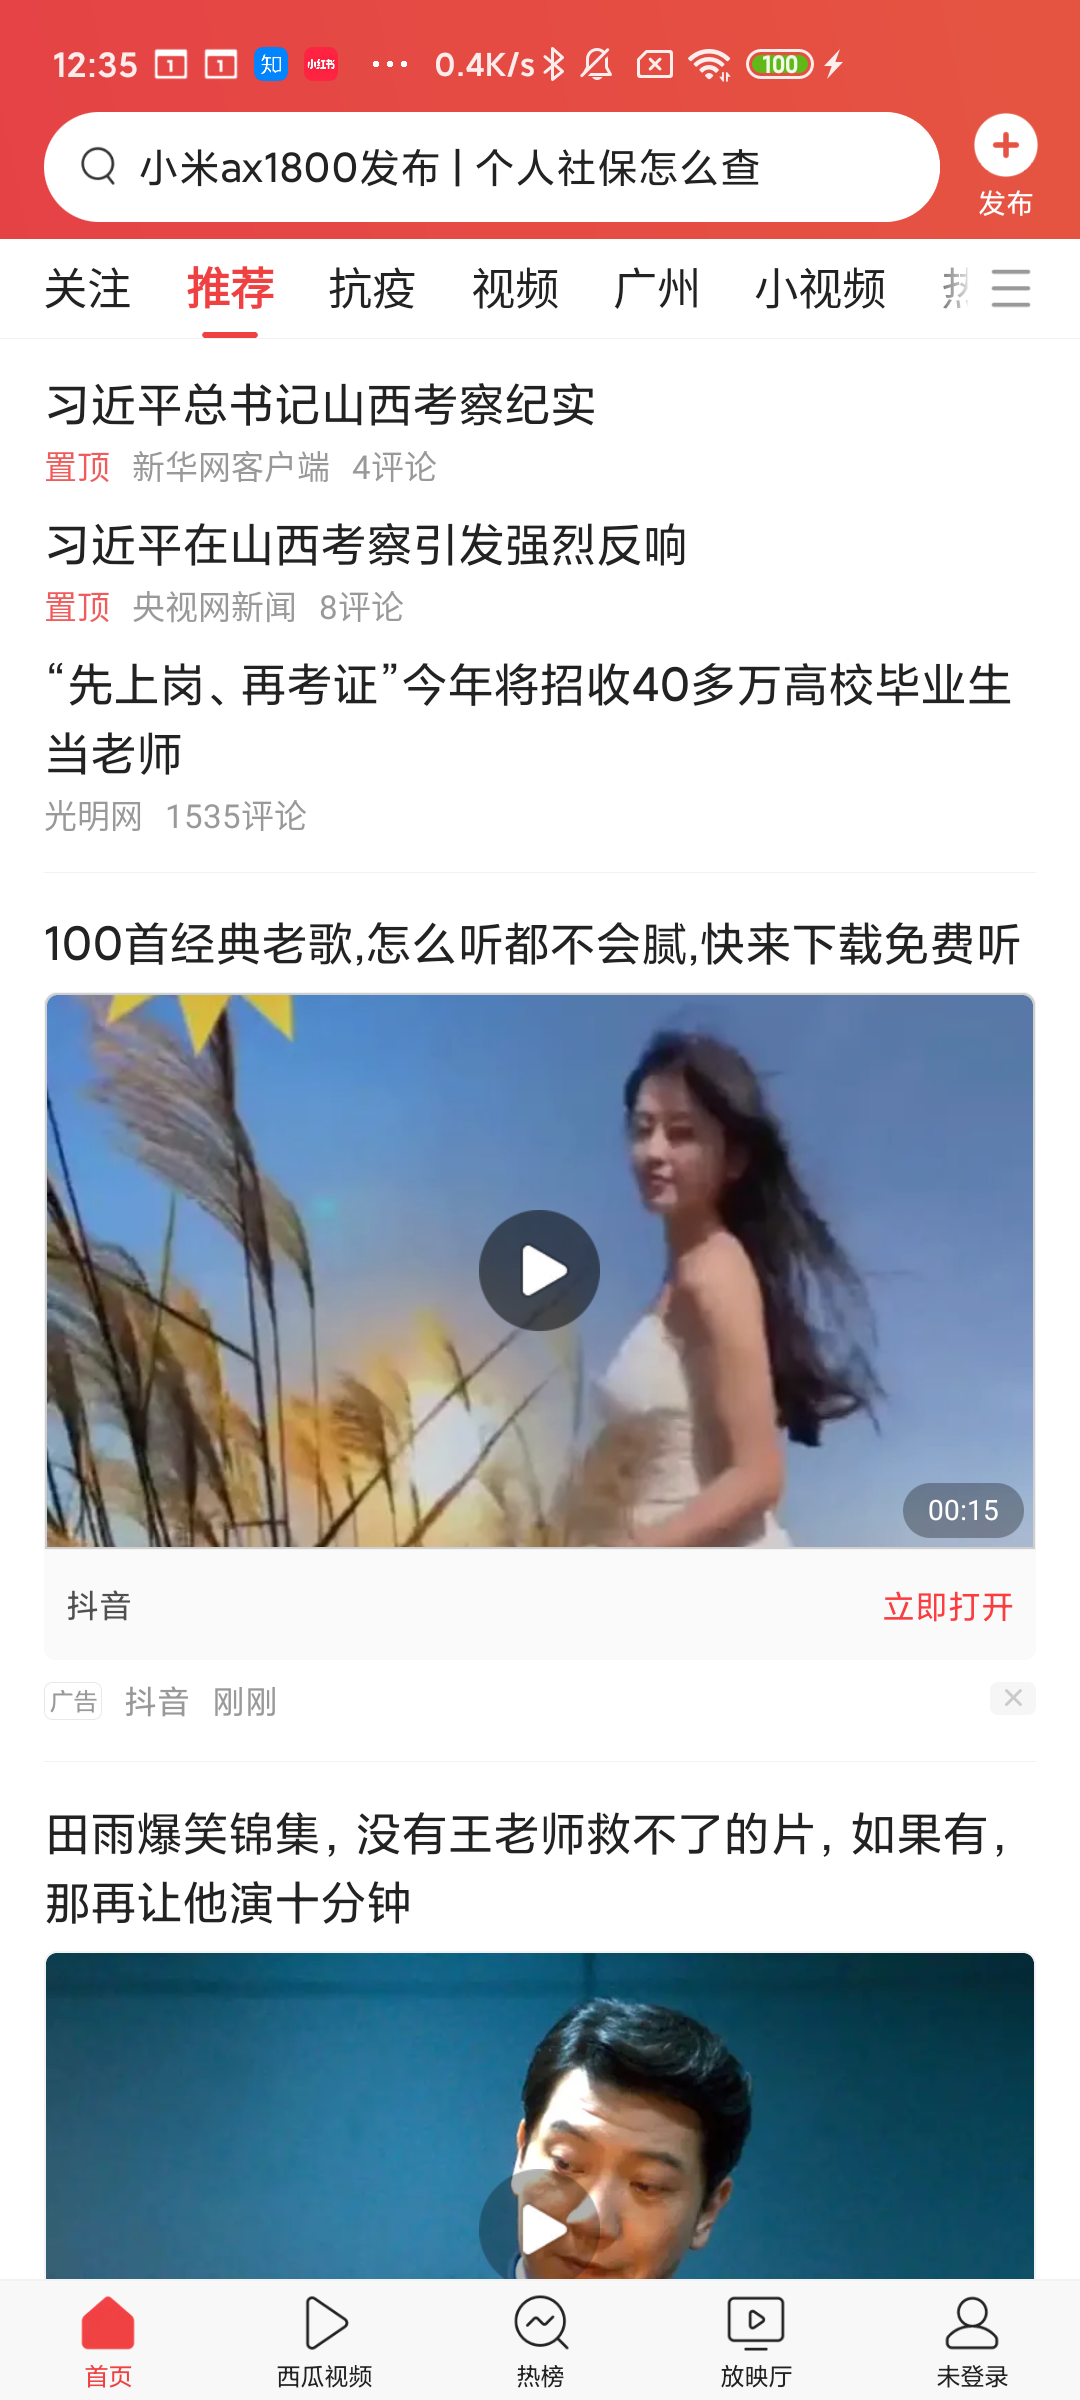 12:35 1 1 知 小红书 ... 0.4K/s 100
小米ax1800发布 | 个人社保怎么查
发布
关注 推荐 抗疫 视频 广州 小视频
习近平总书记山西考察纪实
置顶 新华网客户端 4评论
习近平在山西考察引发强烈反响
置顶 央视网新闻 8评论
“先上岗、再考证”今年将招收40多万高校毕业生
当老师
光明网 1535评论
100首经典老歌,怎么听都不会腻,快来下载免费听
00:15
抖音 立即打开
广告 抖音 刚刚
田雨爆笑锦集，没有王老师救不了的片，如果有，
那再让他演十分钟
首页 西瓜视频 热榜 放映厅 未登录